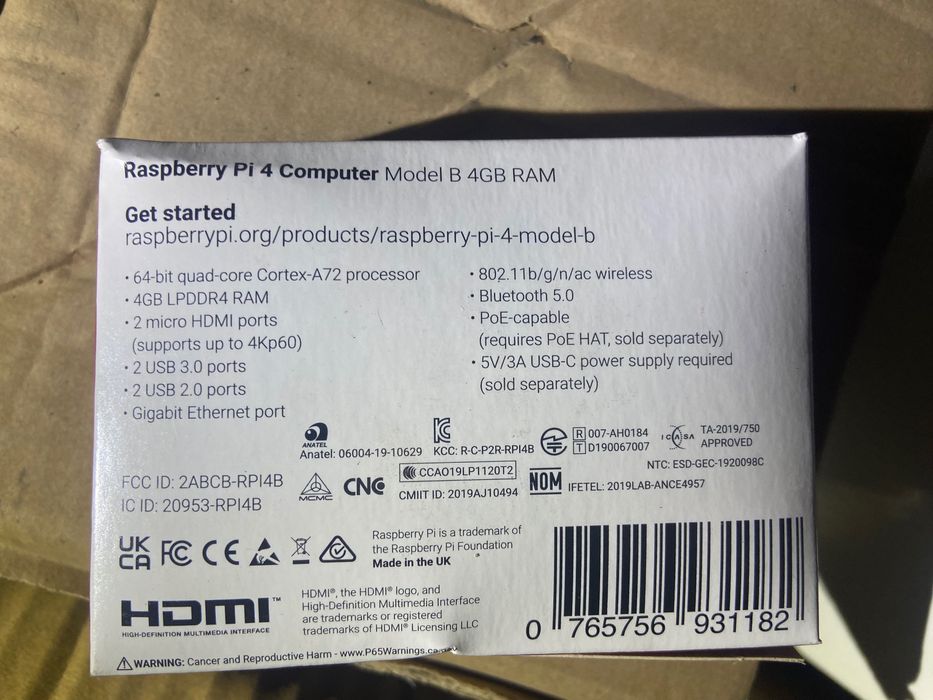 Raspberry Pi 4 Computer Model B 4GB RAM
Get started
raspberrypi.org/products/raspberry-pi-4-model-b
• 64-bit quad-core Cortex-A72 processor
• 4GB LPDDR4 RAM
• 2 micro HDMI ports
(supports up to 4Kp60)
• 2 USB 3.0 ports
• 2 USB 2.0 ports
• Gigabit Ethernet port
• 802.11b/g/n/ac wireless
• Bluetooth 5.0
• PoE-capable
(requires PoE HAT, sold separately)
• 5V/3A USB-C power supply required
(sold separately)
ANATEL
Anatel: 06004-19-10629
KCC: R-C-P2R-RPI4B
R 007-AH0184
T D190067007
ICASA
TA-2019/750
APPROVED
NTC: ESD-GEC-1920098C
FCC ID: 2ABCB-RPI4B
IC ID: 20953-RPI4B
MCMC
CNC
CCAO19LP1120T2
CMIIT ID: 2019AJ10494
NOM
IFETEL: 2019LAB-ANCE4957
UK
CA
FC CE
Raspberry Pi is a trademark of
the Raspberry Pi Foundation
Made in the UK
HDMI™
HIGH-DEFINITION MULTIMEDIA INTERFACE
HDMI®, the HDMI® logo, and
High-Definition Multimedia Interface
are trademarks or registered
trademarks of HDMI® Licensing LLC
0 765756 931182
WARNING: Cancer and Reproductive Harm - www.P65Warnings.ca